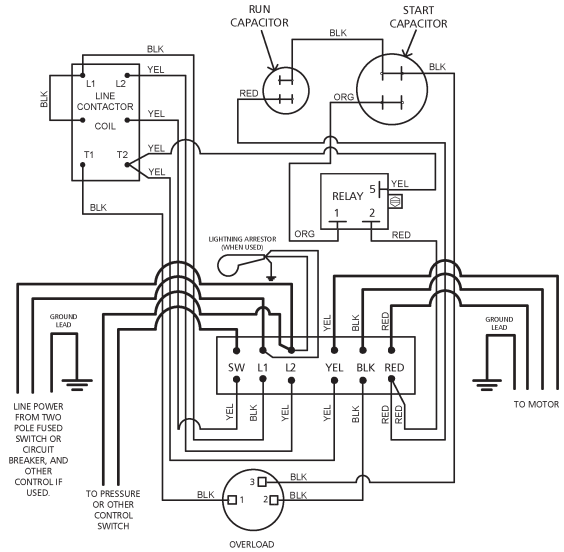 RUN
CAPACITOR
START
CAPACITOR
BLK
BLK
YEL
BLK
L1
L2
LINE
CONTACTOR
COIL
BLK
RED
ORG
YEL
T1
T2
YEL
YEL
BLK
RELAY
5
YEL
1
2
ORG
RED
LIGHTNING ARRESTOR
(WHEN USED)
GROUND
LEAD
YEL
BLK
RED
GROUND
LEAD
SW
L1
L2
YEL
BLK
RED
LINE POWER
FROM TWO
POLE FUSED
SWITCH OR
CIRCUIT
BREAKER, AND
OTHER
CONTROL IF
USED.
TO MOTOR
YEL
BLK
YEL
YEL
BLK
RED
RED
TO PRESSURE
OR OTHER
CONTROL
SWITCH
3
BLK
BLK
1
2
BLK
OVERLOAD